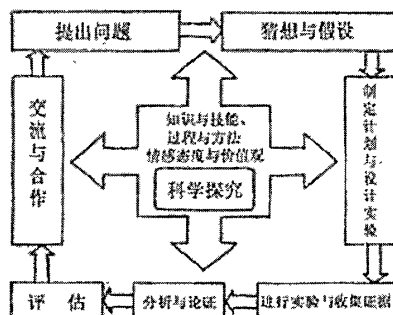 提出问题
猜想与假设
制定计划与设计实验
进行实验与收集证据
分析与论证
评 估
交流与合作
知识与技能、
过程与方法
情感态度与价值观
科学探究